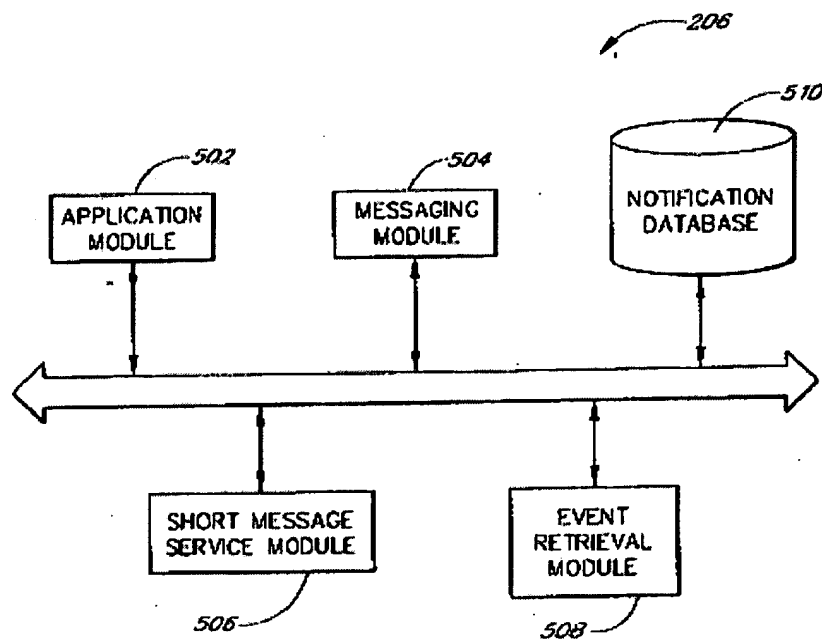 206
510
502
504
APPLICATION
MODULE
MESSAGING
MODULE
NOTIFICATION
DATABASE
SHORT MESSAGE
SERVICE MODULE
EVENT
RETRIEVAL
MODULE
506
508